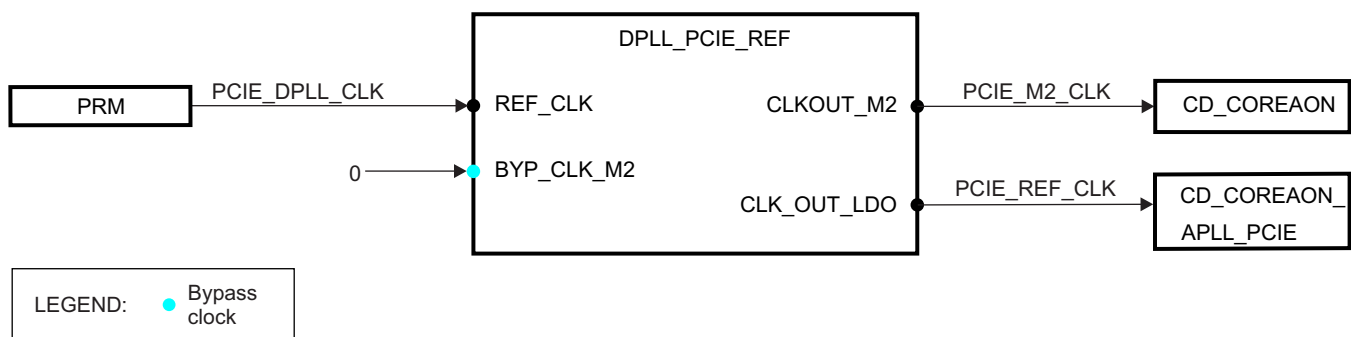 DPLL_PCIE_REF
PRM
PCIE_DPLL_CLK
REF_CLK
CLKOUT_M2
PCIE_M2_CLK
CD_COREAON
0
BYP_CLK_M2
CLK_OUT_LDO
PCIE_REF_CLK
CD_COREAON_
APLL_PCIE
LEGEND:
Bypass
clock